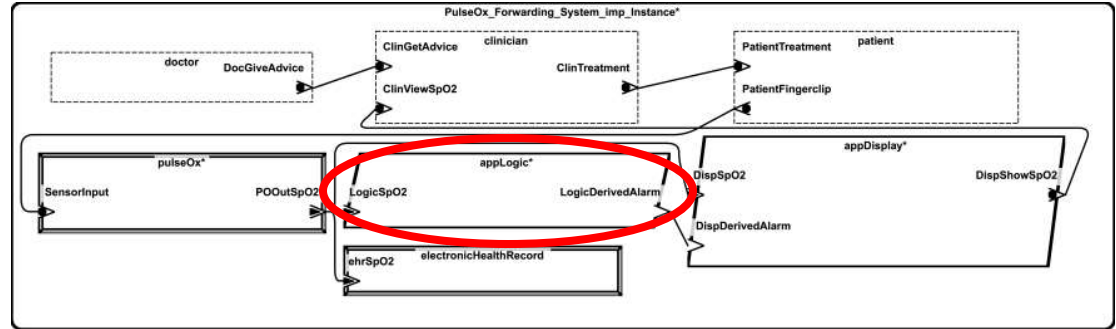 PulseOx_Forwarding_System_imp_Instance*
doctor
DocGiveAdvice
clinician
ClinGetAdvice
ClinTreatment
ClinViewSpO2
patient
PatientTreatment
PatientFingerclip
pulseOx*
SensorInput
POOutSpO2
appLogic*
LogicSpO2
LogicDerivedAlarm
appDisplay*
DispSpO2
DispShowSpO2
DispDerivedAlarm
electronicHealthRecord
ehrSpO2